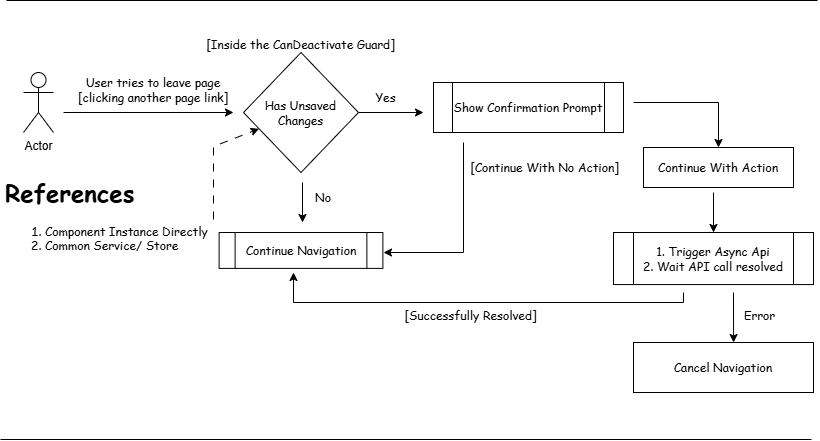 [Inside the CanDeactivate Guard]
User tries to leave page
[clicking another page link]
Has Unsaved
Changes
Yes
Show Confirmation Prompt
Actor
[Continue With No Action]
Continue With Action
References
No
1. Component Instance Directly
2. Common Service/ Store
Continue Navigation
1. Trigger Async Api
2. Wait API call resolved
[Successfully Resolved]
Error
Cancel Navigation